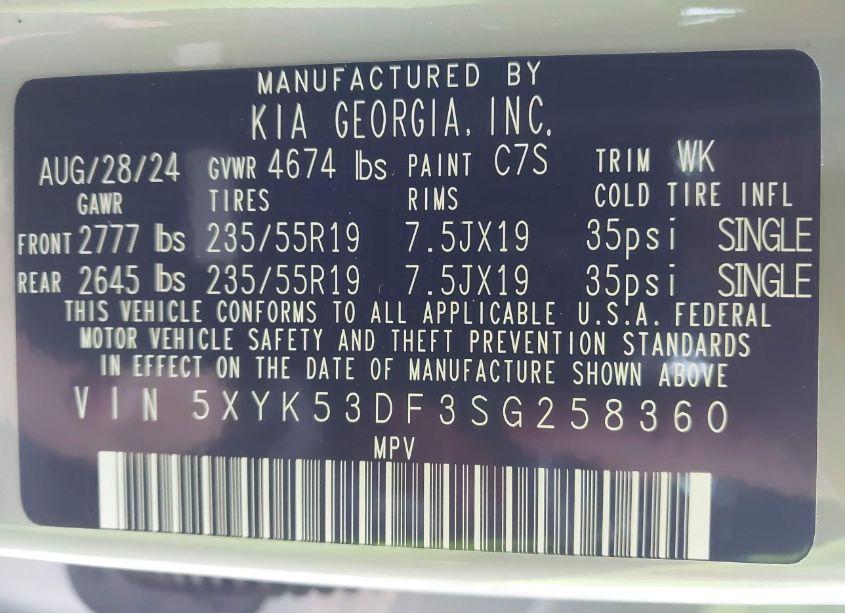 MANUFACTURED BY
KIA GEORGIA, INC.
AUG/28/24 GVWR 4674 lbs PAINT C7S TRIM WK
GAWR TIRES RIMS COLD TIRE INFL
FRONT 2777 lbs 235/55R19 7.5JX19 35psi SINGLE
REAR 2645 lbs 235/55R19 7.5JX19 35psi SINGLE
THIS VEHICLE CONFORMS TO ALL APPLICABLE U.S.A. FEDERAL
MOTOR VEHICLE SAFETY AND THEFT PREVENTION STANDARDS
IN EFFECT ON THE DATE OF MANUFACTURE SHOWN ABOVE
VIN 5XYK53DF3SG258360
MPV